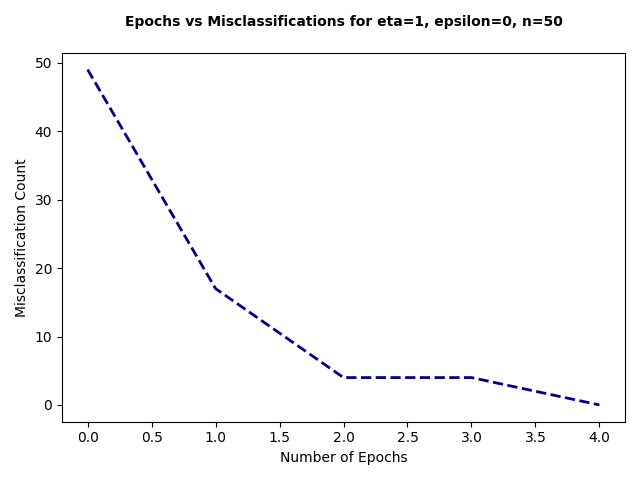 Epochs vs Misclassifications for eta=1, epsilon=0, n=50
50
40
30
20
10
0
Misclassification Count
0.0 0.5 1.0 1.5 2.0 2.5 3.0 3.5 4.0
Number of Epochs